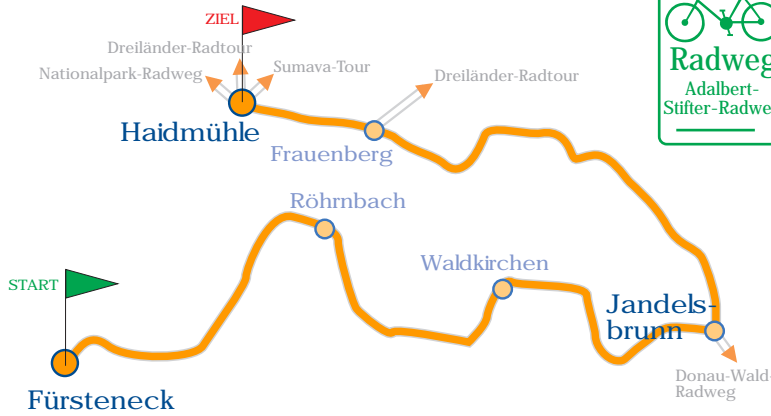 ZIEL
Dreiländer-Radtour
Nationalpark-Radweg
Sumava-Tour
Dreiländer-Radtour
Radweg
Adalbert-
Stifter-Radwe
Haidmühle
Frauenberg
Röhrnbach
Waldkirchen
START
Jandels-
brunn
Donau-Wald-
Radweg
Fürsteneck